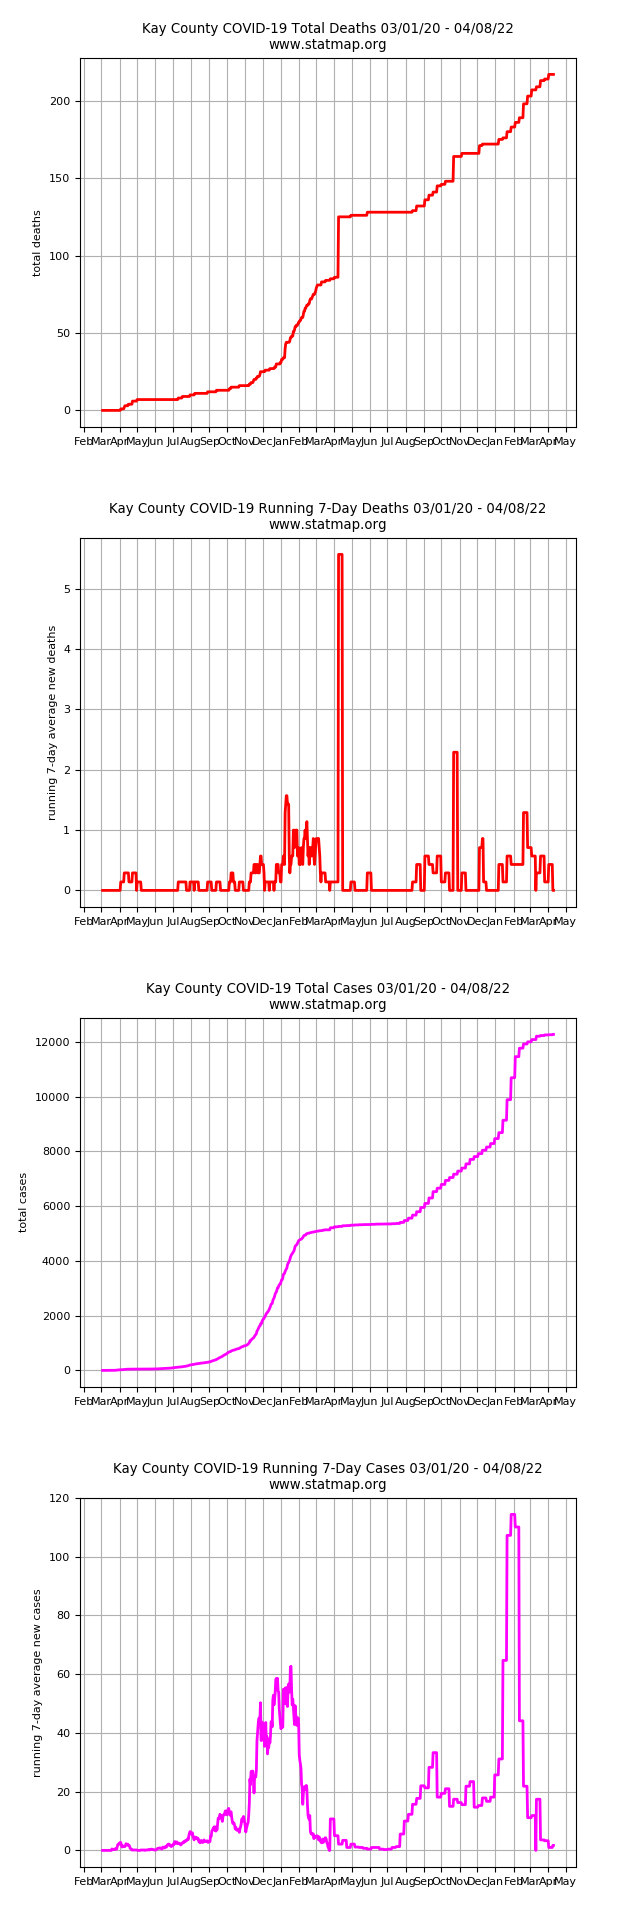 Kay County COVID-19 Total Deaths 03/01/20 - 04/08/22
www.statmap.org
200
150
100
50
0
total deaths
Feb Mar Apr May Jun Jul Aug Sep Oct Nov Dec Jan Feb Mar Apr May Jun Jul Aug Sep Oct Nov Dec Jan Feb Mar Apr May
Kay County COVID-19 Running 7-Day Deaths 03/01/20 - 04/08/22
www.statmap.org
5
4
3
2
1
0
running 7-day average new deaths
Feb Mar Apr May Jun Jul Aug Sep Oct Nov Dec Jan Feb Mar Apr May Jun Jul Aug Sep Oct Nov Dec Jan Feb Mar Apr May
Kay County COVID-19 Total Cases 03/01/20 - 04/08/22
www.statmap.org
12000
10000
8000
6000
4000
2000
0
total cases
Feb Mar Apr May Jun Jul Aug Sep Oct Nov Dec Jan Feb Mar Apr May Jun Jul Aug Sep Oct Nov Dec Jan Feb Mar Apr May
Kay County COVID-19 Running 7-Day Cases 03/01/20 - 04/08/22
www.statmap.org
120
100
80
60
40
20
0
running 7-day average new cases
Feb Mar Apr May Jun Jul Aug Sep Oct Nov Dec Jan Feb Mar Apr May Jun Jul Aug Sep Oct Nov Dec Jan Feb Mar Apr May